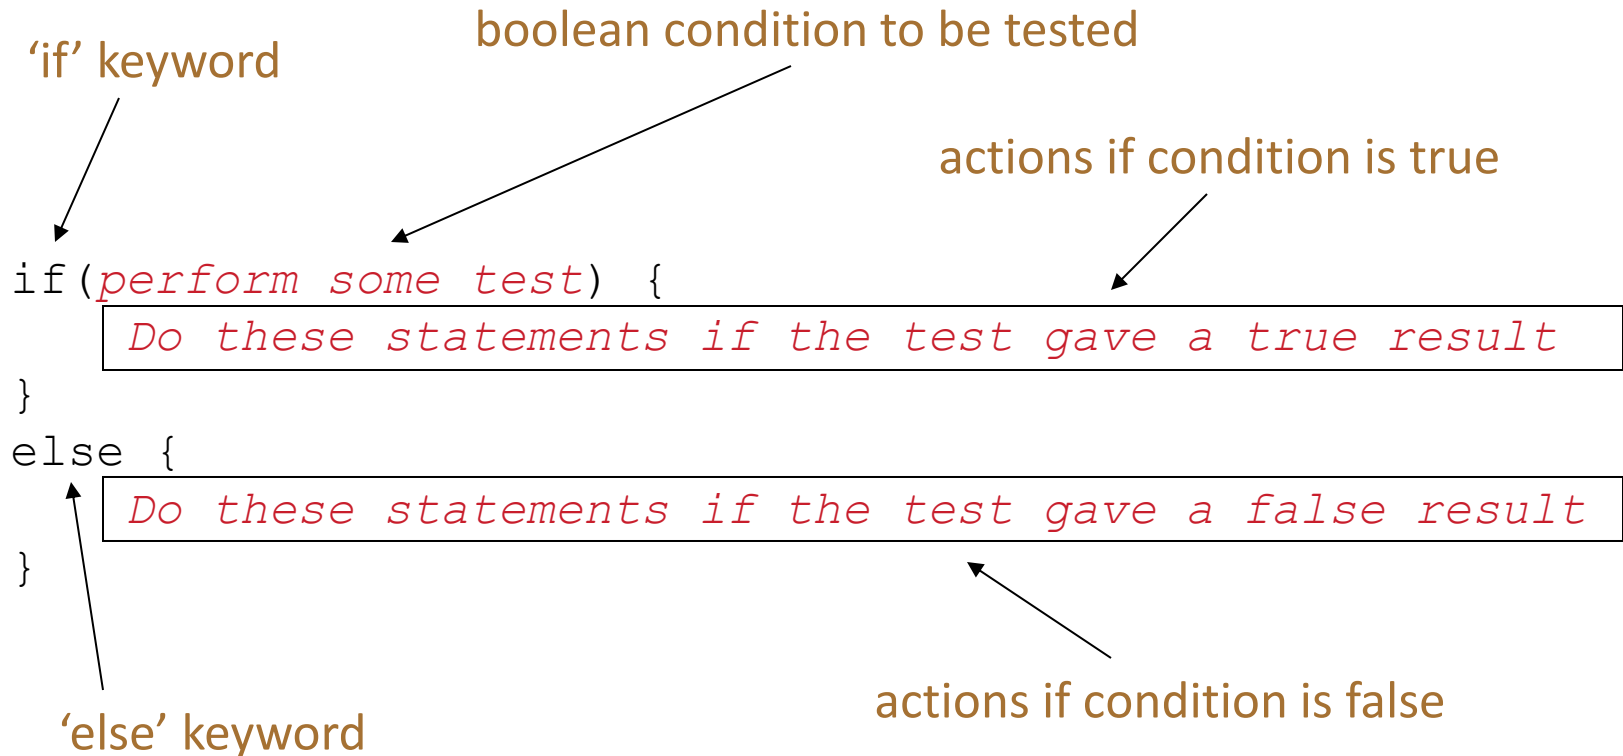 boolean condition to be tested
‘if’ keyword
actions if condition is true
if(perform some test) {
Do these statements if the test gave a true result
}
else {
Do these statements if the test gave a false result
}
actions if condition is false
‘else’ keyword